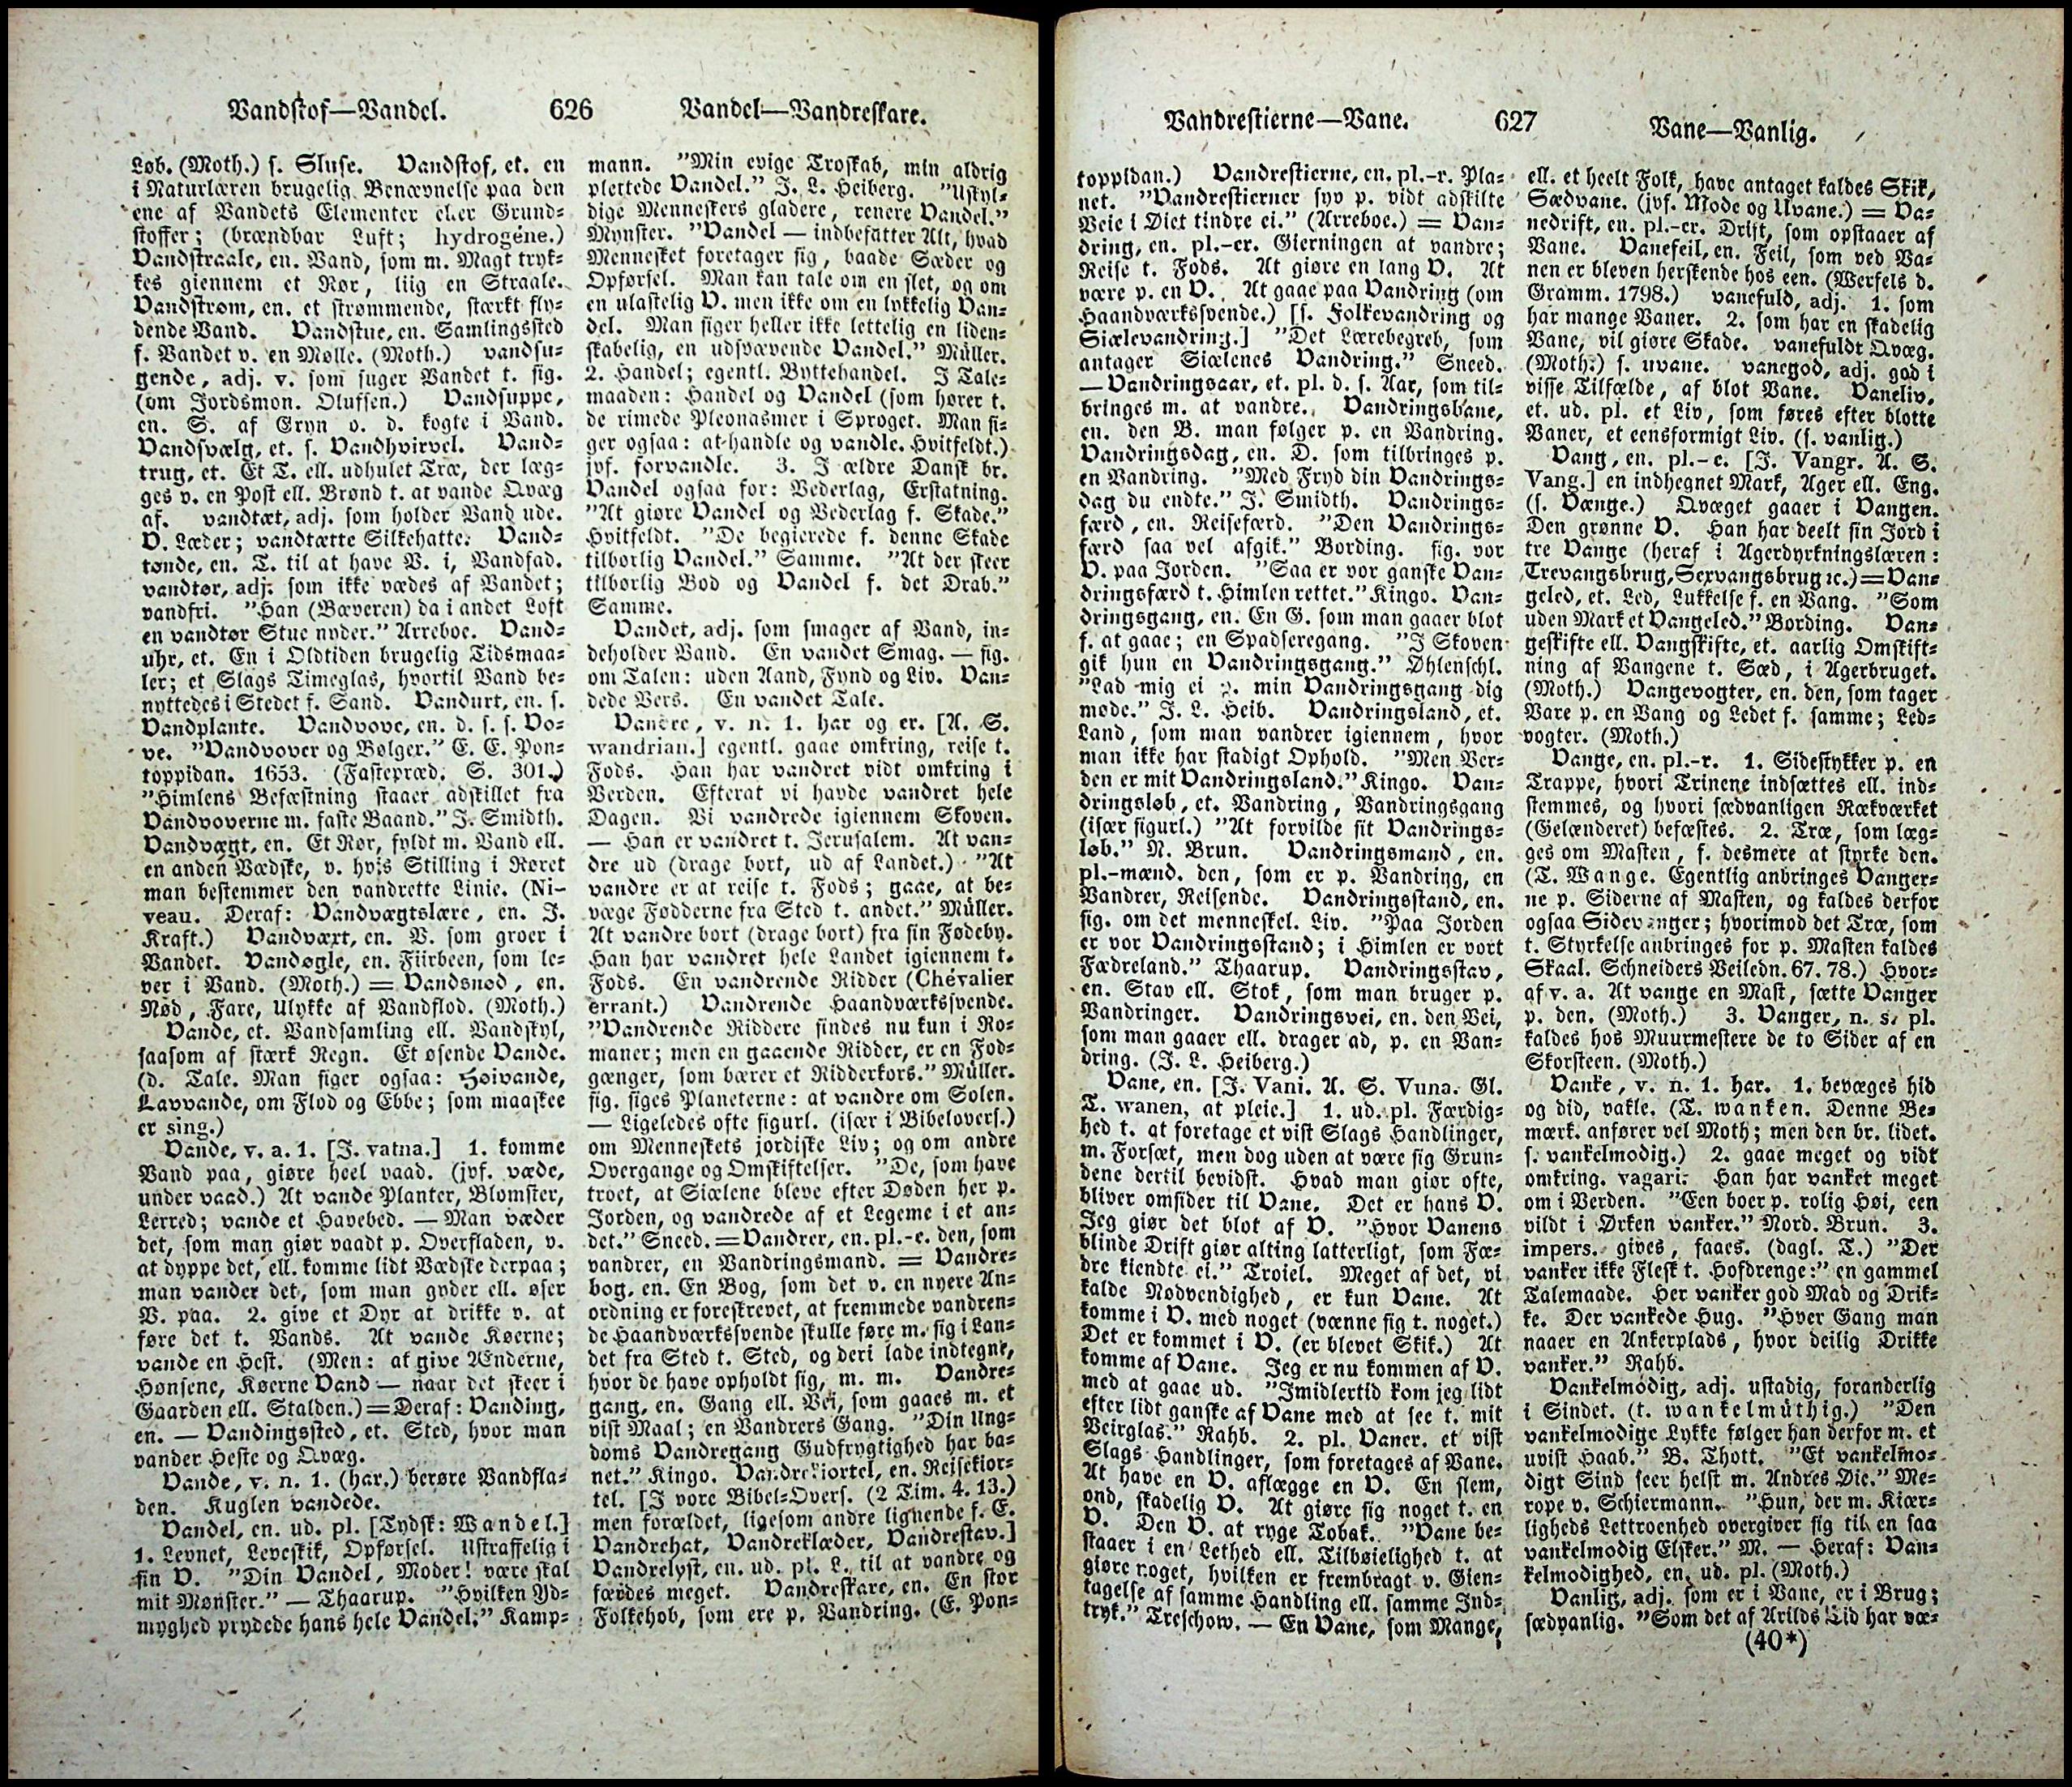 Vandstof—Vandel.
626
Vandel—Vandreskare.
Løb. (Moth.) s. Sluse. Vandstof, et. en
i Naturlæren brugelig Benævnelse paa den
ene af Vandets Elementer eller Grund-
stoffer; (brændbar Luft; hydrogéne.)
Vandstraale, en. Vand, som m. Magt tryk-
kes giennem et Rør, liig en Straale.
Vandstrøm, en. et strømmende, stærkt fly-
dende Vand. Vandstue, en. Samlingssted
f. Vandet v. en Mølle. (Moth.) vandsu-
gende, adj. v. som suger Vandet t. sig.
(om Jordsmon. Olufsen.) Vandsuppe,
en. S. af Gryn o. d. kogte i Vand.
Vandsvælg, et. s. Vandhvirvel. Vand-
trug, et. Et T. ell. udhulet Træ, der læg-
ges v. en Post ell. Brønd t. at vande Qvæg
af. vandtæt, adj. som holder Vand ude.
V. Læder; vandtætte Silkehatte. Vand-
tønde, en. T. til at have V. i, Vandfad.
vandtør, adj. som ikke vædes af Vandet;
vandfri. "Han (Bæveren) da i andet Loft
en vandtør Stue nyder." Arreboe. Vand-
uhr, et. En i Oldtiden brugelig Tidsmaa-
ler; et Slags Timeglas, hvortil Vand be-
nyttedes i Stedet f. Sand. Vandurt, en. s.
Vandplante. Vandvove, en. d. s. s. Vo-
ve. "Vandvover og Bølger." E. E. Pon-
toppidan. 1653. (Fastepræd. S. 301.)
"Himlens Befæstning staaer adskillet fra
Vandvoverne m. faste Baand." J. Smidth.
Vandvægt, en. Et Rør, fyldt m. Vand ell.
en anden Vædske, v. hvis Stilling i Røret
man bestemmer den vandrette Linie. (Ni-
veau. Deraf: Vandvægtslære, en. J.
Kraft.) Vandvært, en. V. som groer i
Vandet. Vandøgle, en. Fiirbeen, som le-
ver i Vand. (Moth.) = Vandsnød, en.
Nød, Fare, Ulykke af Vandflod. (Moth.)
Vande, et. Vandsamling ell. Vandskyl,
saasom af stærk Regn. Et øsende Vande.
(d. Tale. Man siger ogsaa: Høivande,
Lavvande, om Flod og Ebbe; som maaskee
er sing.)
Vande, v. a. 1. [J. vatna.] 1. komme
Vand paa, giøre heel vaad. (jvf. væde,
under vaad.) At vande Planter, Blomster,
Lerred; vande et Havebed. — Man væder
det, som man giør vaadt p. Overfladen, v.
at dyppe det, ell. komme lidt Vædske derpaa;
man vander det, som man gyder ell. øser
V. paa. 2. give et Dyr at drikke v. at
føre det t. Vands. At vande Køerne;
vande en Hest. (Men: at give Ænderne,
Hønsene, Køerne Vand — naar det skeer i
Gaarden ell. Stalden.) = Deraf: Vanding,
en. — Vandingssted, et. Sted, hvor man
vander Heste og Qvæg.
Vande, v. n. 1. (har.) berøre Vandfla-
den. Kuglen vandede.
Vandel, en. ud. pl. [Tydsk: Wandel.]
1. Levnet, Leveskik, Opførsel. Ustraffelig i
sin V. "Din Vandel, Moder! være skal
mit Mønster." — Thaarup. "Hvilken Yd-
myghed prydede hans hele Vandel." Kamp-
mann. "Min evige Troskab, min aldrig
plettede Vandel." J. L. Heiberg. "Uskyl-
dige Menneskers gladere, renere Vandel."
Mynster. "Vandel — indbefatter Alt, hvad
Mennesket foretager sig, baade Sæder og
Opførsel. Man kan tale om en slet, og om
en ulastelig V. men ikke om en lykkelig Van-
del. Man siger heller ikke lettelig en liden-
skabelig, en udsvævende Vandel." Müller.
2. Handel; egentl. Byttehandel. I Tale-
maaden: Handel og Vandel (som hører t.
de rimede Pleonasmer i Sproget. Man si-
ger ogsaa: at handle og vandle. Hvitfeldt.)
jvf. forvandle. 3. I ældre Dansk br.
Vandel ogsaa for: Vederlag, Erstatning.
"At giøre Vandel og Vederlag f. Skade."
Hvitfeldt. "De begierede f. denne Skade
tilbørlig Vandel." Samme. "At der skeer
tilbørlig Bod og Vandel f. det Drab."
Samme.
Vandet, adj. som smager af Vand, in-
deholder Vand. En vandet Smag. — fig.
om Talen: uden Aand, Fynd og Liv. Van-
dede Vers. En vandet Tale.
Vandre, v. n. 1. har og er. [A. S.
wandrian.] egentl. gaae omkring, reise t.
Fods. Han har vandret vidt omkring i
Verden. Efterat vi havde vandret hele
Dagen. Vi vandrede igiennem Skoven.
— Han er vandret t. Jerusalem. At van-
dre ud (drage bort, ud af Landet.) "At
vandre er at reise t. Fods; gaae, at be-
væge Fødderne fra Sted t. andet." Müller.
At vandre bort (drage bort) fra sin Fødeby.
Han har vandret hele Landet igiennem t.
Fods. En vandrende Ridder (Chévalier
errant.) Vandrende Haandværkssvende.
"Vandrende Riddere findes nu kun i Ro-
maner; men en gaaende Ridder, er en Fod-
gænger, som bærer et Ridderkors." Müller.
fig. siges Planeterne: at vandre om Solen.
— Ligeledes ofte figurl. (især i Bibelovers.)
om Menneskets jordiske Liv; og om andre
Overgange og Omskiftelser. "De, som have
troet, at Siælene bleve efter Døden her p.
Jorden, og vandrede af et Legeme i et an-
det." Sneed. = Vandrer, en. pl.-e. den, som
vandrer, en Vandringsmand. = Vandre-
bog, en. En Bog, som det v. en nyere An-
ordning er foreskrevet, at fremmede vandren-
de Haandværkssvende skulle føre m. sig i Lan-
det fra Sted t. Sted, og deri lade indtegne,
hvor de have opholdt sig, m. m. Vandre-
gang, en. Gang ell. Vei, som gaaes m. et
vist Maal; en Vandrers Gang. "Din Ung-
doms Vandregang Gudfrygtighed har ba-
net." Kingo. Vandrekiortel, en. Reisekior-
tel. [I vore Bibel-Overs. (2 Tim. 4. 13.)
men forældet, ligesom andre lignende f. E.
Vandrehat, Vandreklæder, Vandrestav.]
Vandrelyst, en. ud. pl. L. til at vandre og
færdes meget. Vandreskare, en. En stor
Folkehob, som ere p. Vandring. (E. Pon-
Vandrestierne—Vane.
627
Vane—Vanlig.
toppidan.) Vandrestierne, en, pl.-r. Pla-
net. "Vandrestierner syv p. vidt adskilte
Veie i Øiet tindre ei." (Arreboe.) = Van-
dring, en. pl.-er. Gierningen at vandre;
Reise t. Fods. At giøre en lang V. At
være p. en V. At gaae paa Vandring (om
Haandværkssvende.) [s. Folkevandring og
Siælevandring.] "Det Lærebegreb, som
antager Siælenes Vandring." Sneed.
— Vandringsaar, et. pl. d. s. Aar, som til-
bringes m. at vandre. Vandringsbane,
en. den B. man følger p. en Vandring.
Vandringsdag, en. D. som tilbringes p.
en Vandring. "Med Fryd din Vandrings-
dag du endte." J. Smidth. Vandrings-
færd, en. Reisefærd. "Den Vandrings-
færd saa vel afgik." Bording. fig. vor
V. paa Jorden. "Saa er vor ganske Van-
dringsfærd t. Himlen rettet." Kingo. Van-
dringsgang, en. En G. som man gaaer blot
f. at gaae; en Spadseregang. "I Skoven
gik hun en Vandringsgang." Øhlenschl.
"Lad mig ei p. min Vandringsgang dig
møde." J. L. Heib. Vandringsland, et.
Land, som man vandrer igiennem, hvor
man ikke har stadigt Ophold. "Men Ver-
den er mit Vandringsland." Kingo. Van-
dringsløb, et. Vandring, Vandringsgang
(især figurl.) "At forvilde sit Vandrings-
løb." N. Brun. Vandringsmand, en.
pl.-mænd. den, som er p. Vandring, en
Vandrer, Reisende. Vandringsstand, en.
fig. om det menneskel. Liv. "Paa Jorden
er vor Vandringsstand; i Himlen er vort
Fædreland." Thaarup. Vandringsstav,
en. Stav ell. Stok, som man bruger p.
Vandringer. Vandringsvei, en. den Vei,
som man gaaer ell. drager ad, p. en Van-
dring. (J. L. Heiberg.)
Vane, en. [J. Vani. A. S. Vuna. Gl.
T. wanen, at pleie.] 1. ud. pl. Færdig-
hed t. at foretage et vist Slags Handlinger,
m. Forsæt, men dog uden at være sig Grun-
dene dertil bevidst. Hvad man giør ofte,
bliver omsider til Vane. Det er hans V.
Jeg giør det blot af V. "Hvor Vanens
blinde Drift giør alting latterligt, som Fæ-
dre kiendte ei." Troiel. Meget af det, vi
kalde Nødvendighed, er kun Vane. At
komme i V. med noget (vænne sig t. noget.)
Det er kommet i V. (er blevet Skik.) At
komme af Vane. Jeg er nu kommen af V.
med at gaae ud. "Imidlertid kom jeg lidt
efter lidt ganske af Vane med at see t. mit
Veirglas." Rahb. 2. pl. Vaner. et vist
Slags Handlinger, som foretages af Vane.
At have en V. aflægge en V. En slem,
ond, skadelig V. At giøre sig noget t. en
V. Den V. at ryge Tobak. "Vane be-
staaer i en Lethed ell. Tilbøielighed t. at
giøre noget, hvilken er frembragt v. Gien-
tagelse af samme Handling ell. samme Ind-
tryk." Treschow. — En Vane, som Mange,
ell. et heelt Folk, have antaget kaldes Skik,
Sædvane. (jvf. Mode og Uvane.) = Va-
nedrift, en. pl.-er. Drift, som opstaaer af
Vane. Vanefeil, en. Feil, som ved Va-
nen er bleven herskende hos een. (Werfels d.
Gramm. 1798.) vanefuld, adj. 1. som
har mange Vaner. 2. som har en skadelig
Vane, vil giøre Skade. vanefuldt Qvæg.
(Moth.) s. uvane. vanegod, adj. god i
visse Tilfælde, af blot Vane. Vaneliv,
et. ud. pl. et Liv, som føres efter blotte
Vaner, et eensformigt Liv. (s. vanlig.)
Vang, en. pl.-e. [J. Vangr. A. S.
Vang.] en indhegnet Mark, Ager ell. Eng.
(s. Vænge.) Qvæget gaaer i Vangen.
Den grønne V. Han har deelt sin Jord i
tre Vange (heraf i Agerdyrkningslæren:
Trevangsbrug, Sexvangsbrug ꝛc.) = Van-
geled, et. Led, Lukkelse f. en Vang. "Som
uden Mark et Vangeled." Bording. Van-
geskifte ell. Vangskifte, et. aarlig Omskift-
ning af Vangene t. Sæd, i Agerbruget.
(Moth.) Vangevogter, en. den, som tager
Vare p. en Vang og Ledet f. samme; Led-
vogter. (Moth.)
Vange, en. pl.-r. 1. Sidestykker p. en
Trappe, hvori Trinene indsættes ell. ind-
stemmes, og hvori sædvanligen Rækværket
(Gelænderet) befæstes. 2. Træ, som læg-
ges om Masten, f. desmere at styrke den.
(T. Wange. Egentlig anbringes Vanger-
ne p. Siderne af Masten, og kaldes derfor
ogsaa Sidevanger; hvorimod det Træ, som
t. Styrkelse anbringes for p. Masten kaldes
Skaal. Schneiders Veiledn. 67. 78.) Hvor-
af v. a. At vange en Mast, sætte Vanger
p. den. (Moth.) 3. Vanger, n. s. pl.
kaldes hos Muurmestere de to Sider af en
Skorsteen. (Moth.)
Vanke, v. n. 1. har. 1. bevæges hid
og did, vakle. (T. wanken. Denne Be-
mærk. anfører vel Moth; men den br. lidet.
s. vankelmodig.) 2. gaae meget og vidt
omkring. vagari. Han har vanket meget
om i Verden. "Een boer p. rolig Høi, een
vildt i Ørken vanker." Nord. Brun. 3.
impers. gives, faaes. (dagl. T.) "Der
vanker ikke Flesk t. Hofdrenge:" en gammel
Talemaade. Her vanker god Mad og Drik-
ke. Der vankede Hug. "Hver Gang man
naaer en Ankerplads, hvor deilig Drikke
vanker." Rahb.
Vankelmodig, adj. ustadig, foranderlig
i Sindet. (t. wankelmüthig.) "Den
vankelmodige Lykke følger han derfor m. et
uvist Haab." B. Thott. "Et vankelmo-
digt Sind seer helst m. Andres Øie." Me-
rope v. Schiermann. "Hun, der m. Kiær-
ligheds Lettroenhed overgiver sig til en saa
vankelmodig Elsker." M. — Heraf: Van-
kelmodighed, en. ud. pl. (Moth.)
Vanlig, adj. som er i Vane, er i Brug;
sædvanlig. "Som det af Arilds Tid har væ-
(40*)